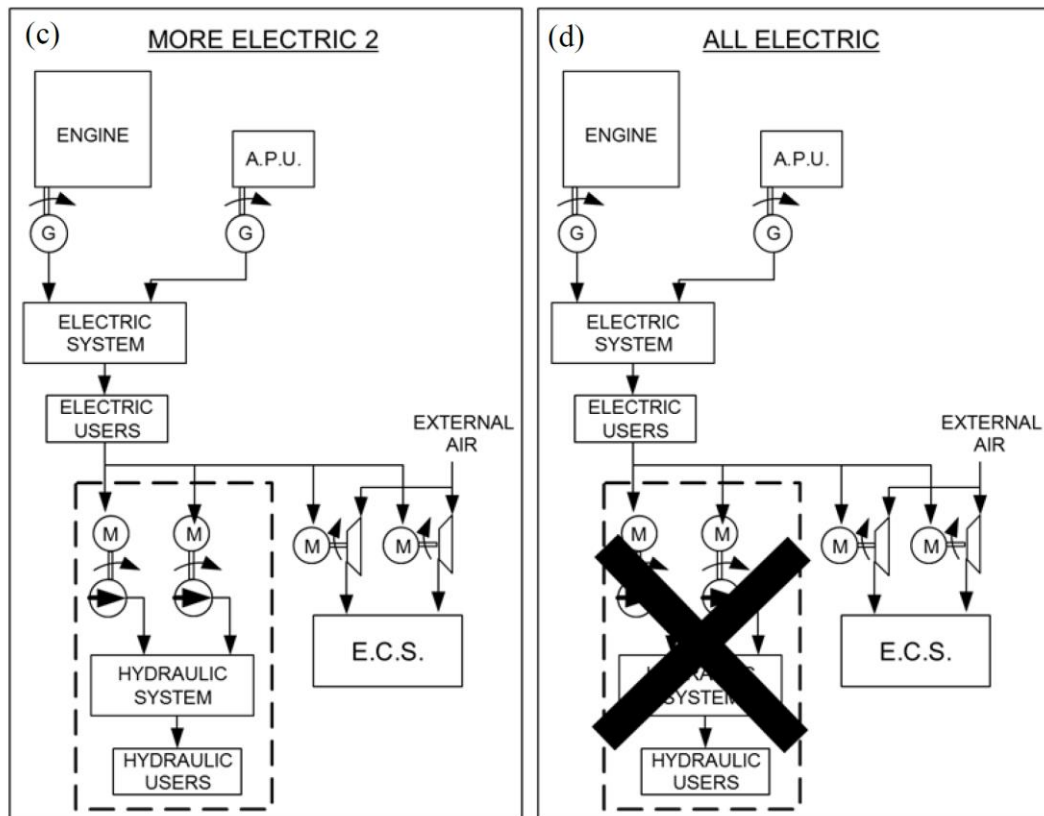 (c)
MORE ELECTRIC 2
ENGINE
A.P.U.
G
G
ELECTRIC
SYSTEM
ELECTRIC
USERS
EXTERNAL
AIR
M
M
M
M
HYDRAULIC
SYSTEM
E.C.S.
HYDRAULIC
USERS
(d)
ALL ELECTRIC
ENGINE
A.P.U.
G
G
ELECTRIC
SYSTEM
ELECTRIC
USERS
EXTERNAL
AIR
M
M
M
M
SYSTEM
E.C.S.
HYDRAULIC
USERS